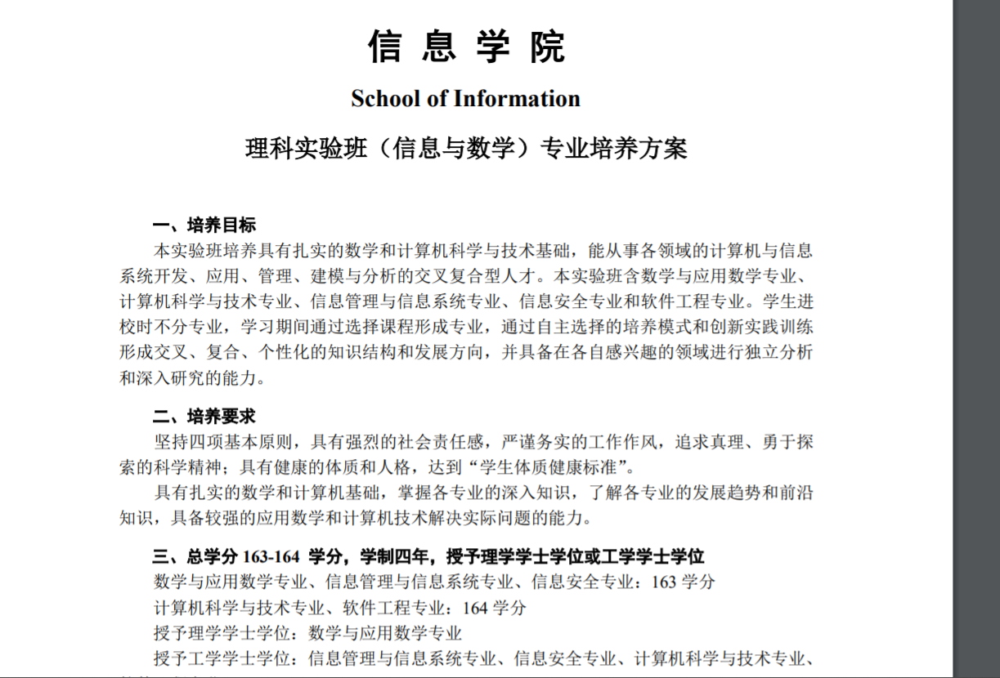 信 息 学 院
School of Information
理科实验班（信息与数学）专业培养方案
一、培养目标
本实验班培养具有扎实的数学和计算机科学与技术基础，能从事各领域的计算机与信息
系统开发、应用、管理、建模与分析的交叉复合型人才。本实验班含数学与应用数学专业、
计算机科学与技术专业、信息管理与信息系统专业、信息安全专业和软件工程专业。学生进
校时不分专业，学习期间通过选择课程形成专业，通过自主选择的培养模式和创新实践训练
形成交叉、复合、个性化的知识结构和发展方向，并具备在各自感兴趣的领域进行独立分析
和深入研究的能力。
二、培养要求
坚持四项基本原则，具有强烈的社会责任感，严谨务实的工作作风，追求真理、勇于探
索的科学精神；具有健康的体质和人格，达到“学生体质健康标准”。
具有扎实的数学和计算机基础，掌握各专业的深入知识，了解各专业的发展趋势和前沿
知识，具备较强的应用数学和计算机技术解决实际问题的能力。
三、总学分 163-164 学分，学制四年，授予理学学士学位或工学学士学位
数学与应用数学专业、信息管理与信息系统专业、信息安全专业：163 学分
计算机科学与技术专业、软件工程专业：164 学分
授予理学学士学位：数学与应用数学专业
授予工学学士学位：信息管理与信息系统专业、信息安全专业、计算机科学与技术专业、